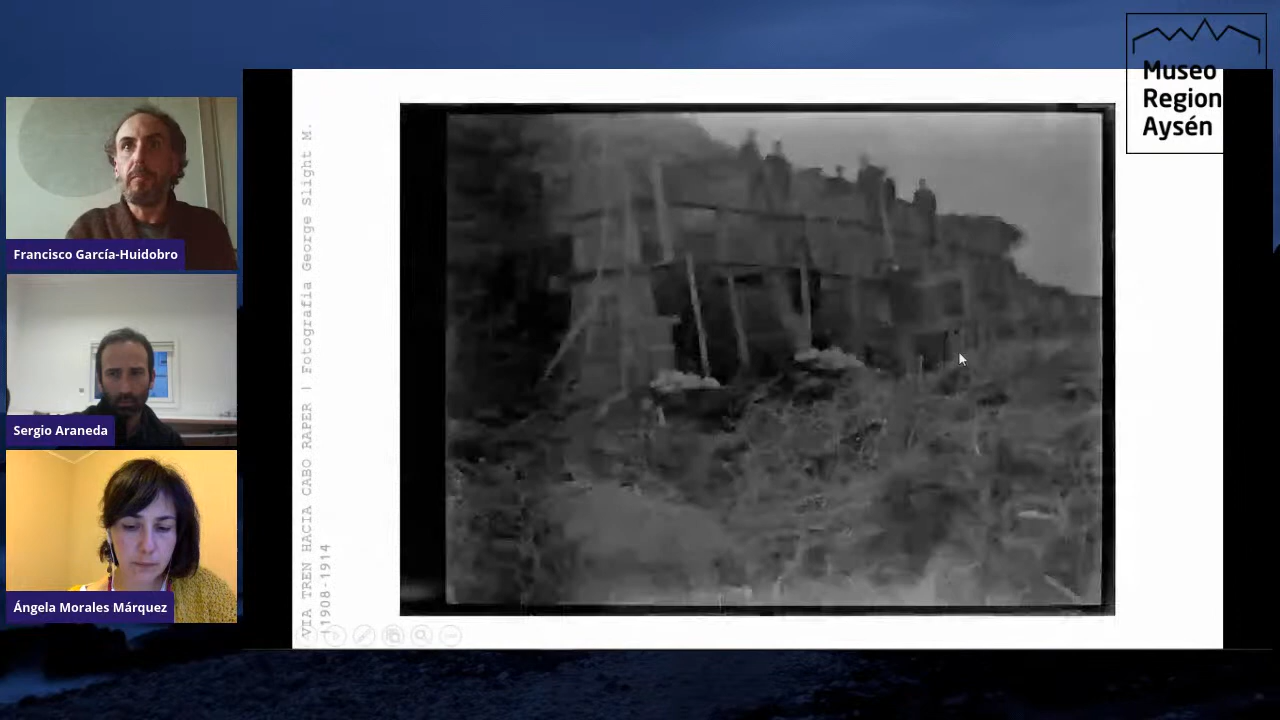 Museo
Region
Aysén
Francisco García-Huidobro
Sergio Araneda
Ángela Morales Márquez
VIA TREN HACIA CABO RAPER | Fotografía George Slight M.
|1908-1914